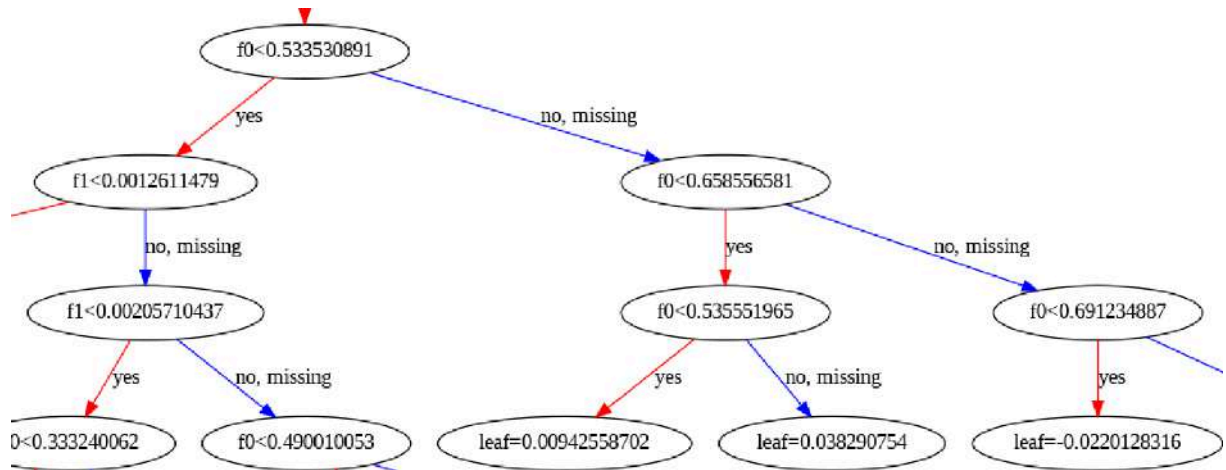 f0<0.533530891
yes
no, missing
f1<0.0012611479
f0<0.658556581
no, missing
yes
no, missing
f1<0.00205710437
f0<0.535551965
f0<0.691234887
yes
no, missing
yes
no, missing
yes
0<0.333240062
f0<0.490010053
leaf=0.00942558702
leaf=0.038290754
leaf=-0.0220128316